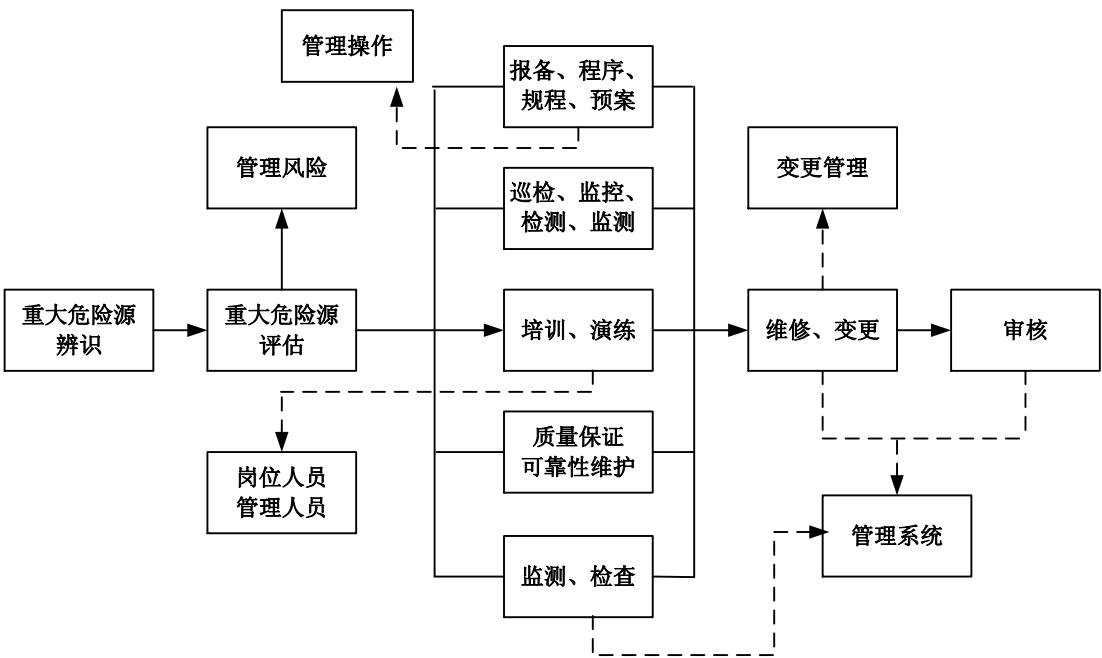 管理操作
报备、程序、
规程、预案
管理风险
巡检、监控、
检测、监测
变更管理
重大危险源
辨识
重大危险源
评估
培训、演练
维修、变更
审核
质量保证
可靠性维护
岗位人员
管理人员
管理系统
监测、检查